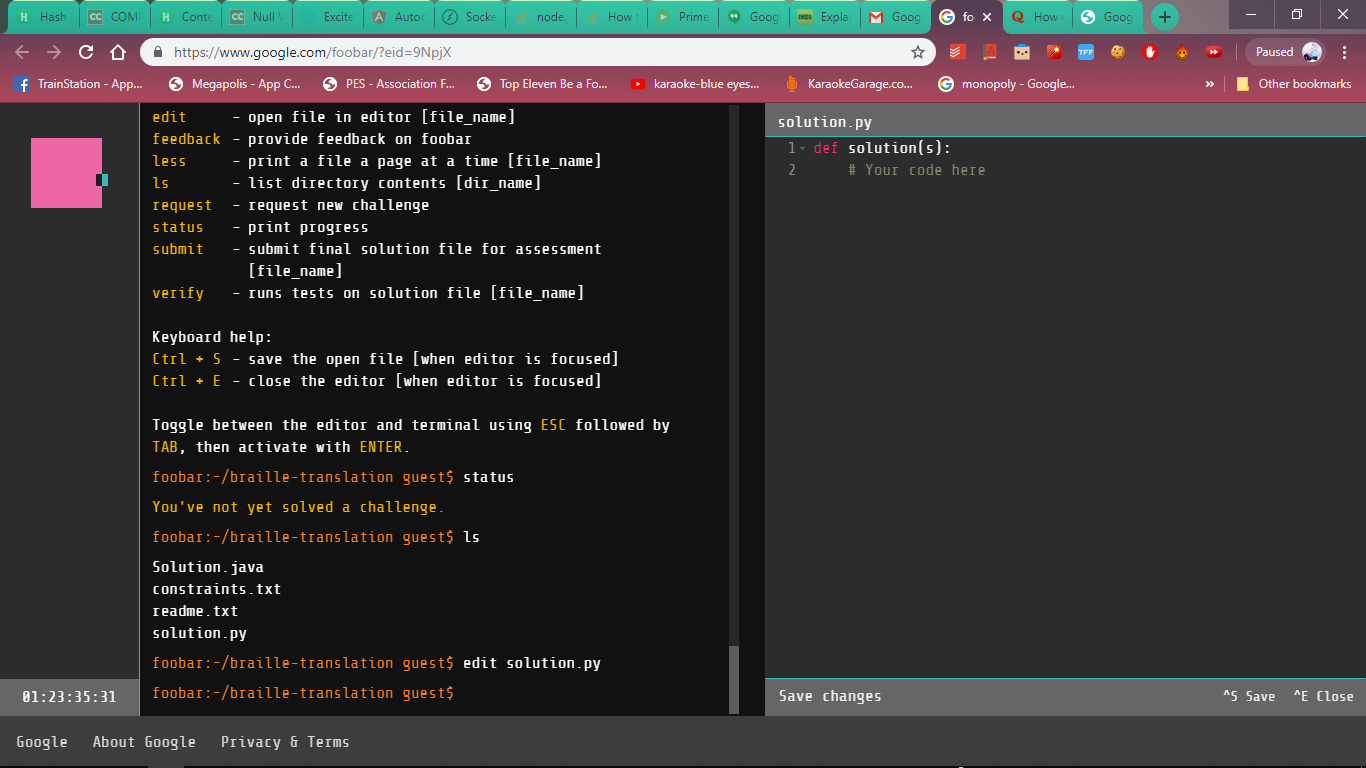 Hash
COM
Conte
Null V
Excite
Autoc
Socke
node_
How t
Prime
Goog
Explai
Goog
fo
How
Goog
https://www.google.com/foobar/?eid=9NpjX
Paused
TrainStation - App...
Megapolis - App C...
PES - Association F...
Top Eleven Be a Fo...
karaoke-blue eyes...
KaraokeGarage.co...
monopoly - Google...
»
Other bookmarks
edit - open file in editor [file_name]
feedback - provide feedback on foobar
less - print a file a page at a time [file_name]
ls - list directory contents [dir_name]
request - request new challenge
status - print progress
submit - submit final solution file for assessment
[file_name]
verify - runs tests on solution file [file_name]
Keyboard help:
Ctrl + S - save the open file [when editor is focused]
Ctrl + E - close the editor [when editor is focused]
Toggle between the editor and terminal using ESC followed by
TAB, then activate with ENTER.
foobar:~/braille-translation guest$ status
You've not yet solved a challenge.
foobar:~/braille-translation guest$ ls
Solution.java
constraints.txt
readme.txt
solution.py
foobar:~/braille-translation guest$ edit solution.py
foobar:~/braille-translation guest$
01:23:35:31
solution.py
1 def solution(s):
2 # Your code here
Save changes
^S Save ^E Close
Google About Google Privacy & Terms